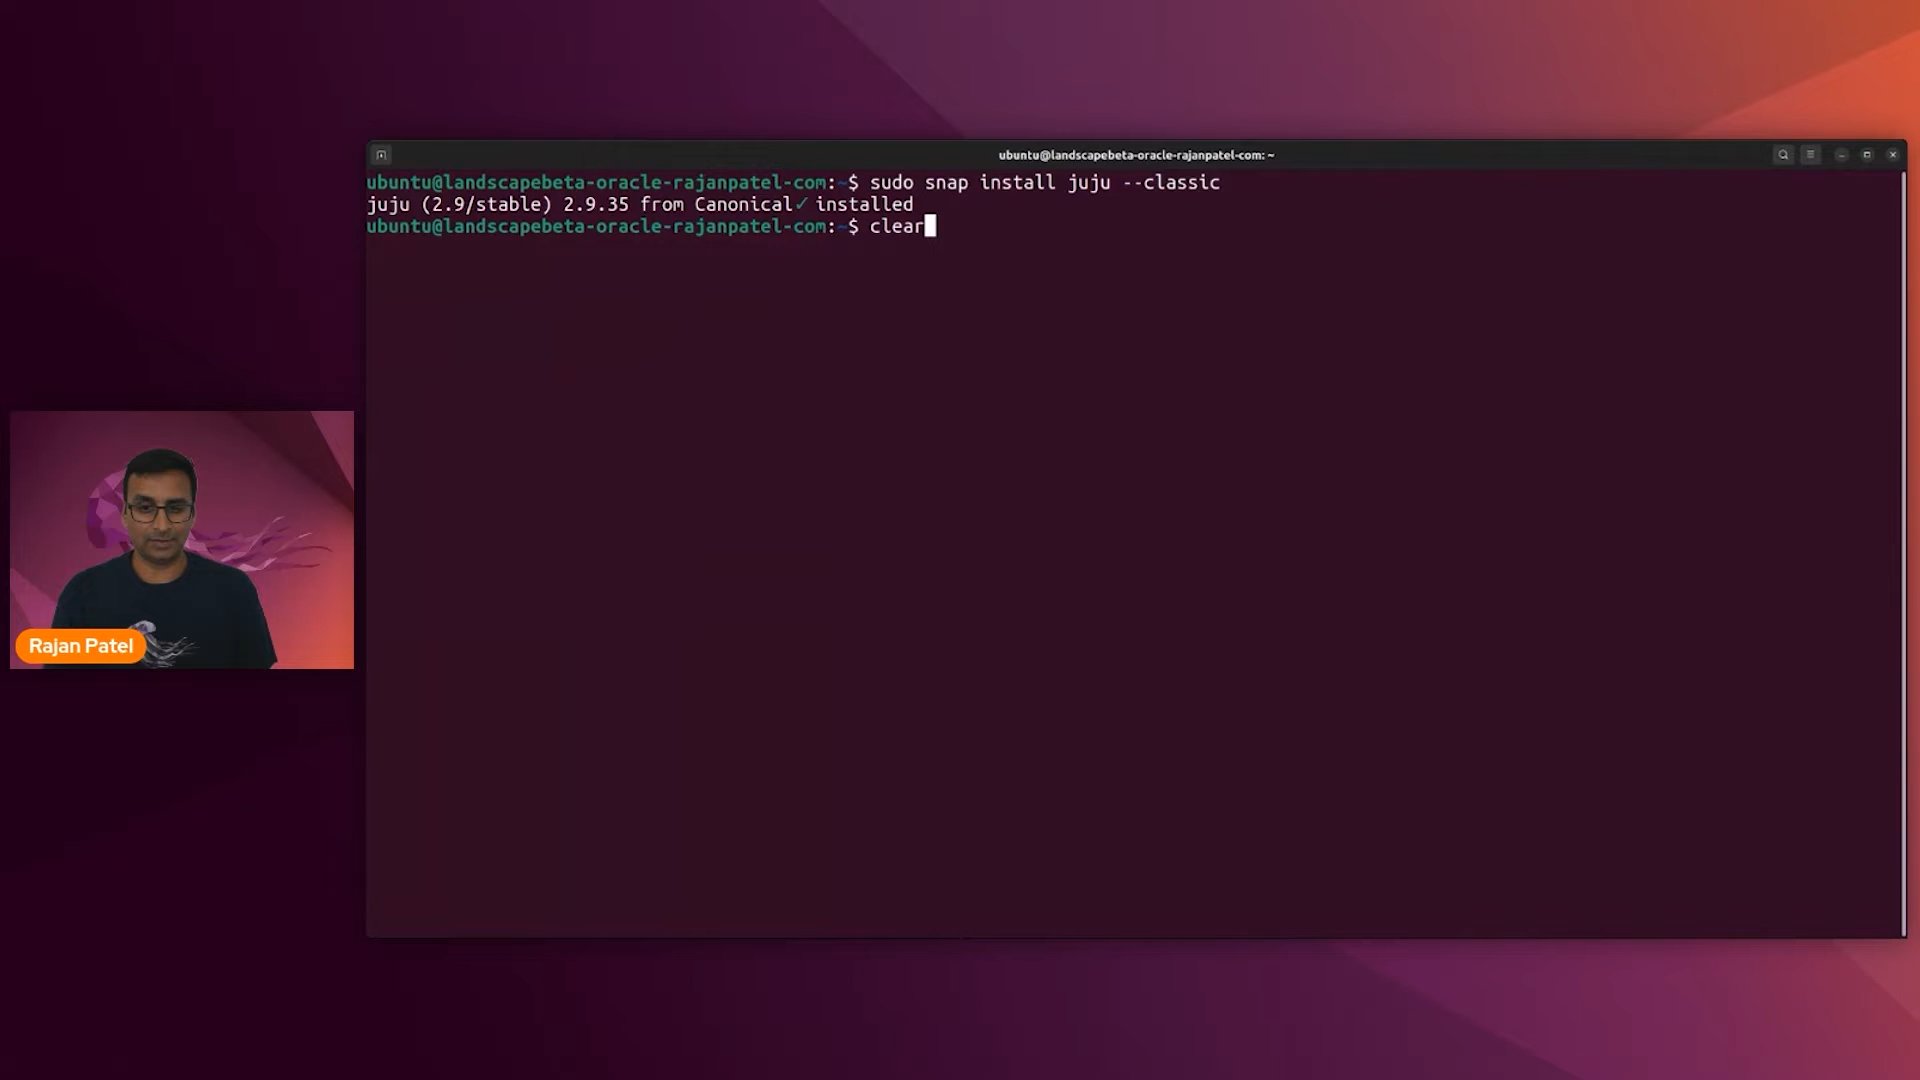 ubuntu@landscapebeta-oracle-rajanpatel-com: ~
ubuntu@landscapebeta-oracle-rajanpatel-com:~$ sudo snap install juju --classic
juju (2.9/stable) 2.9.35 from Canonical✓ installed
ubuntu@landscapebeta-oracle-rajanpatel-com:~$ clear
Rajan Patel